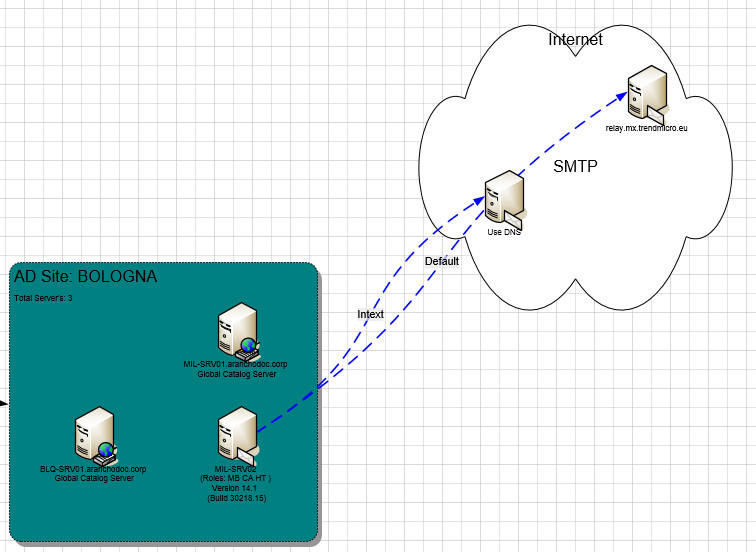 Internet
relay.mx.trendmicro.eu
SMTP
Use DNS
Default
Intext
AD Site: BOLOGNA
Total Server's: 3
MIL-SRV01.aranchodoc.corp
Global Catalog Server
BLQ-SRV01.aranchodoc.corp
Global Catalog Server
MIL-SRV02
(Roles: MB CA HT )
Version 14.1
(Build 30218.15)